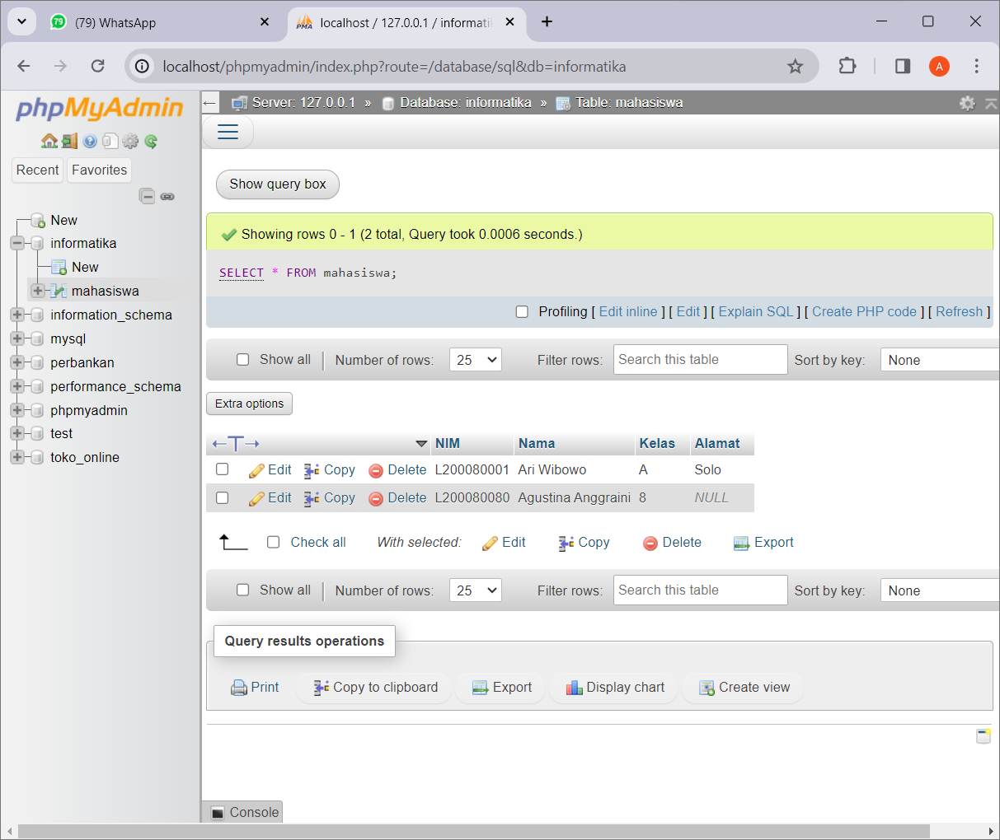 79 (79) WhatsApp
PMA localhost / 127.0.0.1 / informati
localhost/phpmyadmin/index.php?route=/database/sql&db=informatika
A
phpMyAdmin
Recent Favorites
New
informatika
New
mahasiswa
information_schema
mysql
perbankan
performance_schema
phpmyadmin
test
toko_online
Server: 127.0.0.1 » Database: informatika » Table: mahasiswa
Show query box
Showing rows 0 - 1 (2 total, Query took 0.0006 seconds.)
SELECT * FROM mahasiswa;
Profiling [ Edit inline ] [ Edit ] [ Explain SQL ] [ Create PHP code ] [ Refresh ]
Show all Number of rows: 25 Filter rows: Search this table Sort by key: None
Extra options
←T→ NIM Nama Kelas Alamat
Edit Copy Delete L200080001 Ari Wibowo A Solo
Edit Copy Delete L200080080 Agustina Anggraini 8 NULL
Check all With selected: Edit Copy Delete Export
Show all Number of rows: 25 Filter rows: Search this table Sort by key: None
Query results operations
Print Copy to clipboard Export Display chart Create view
Console